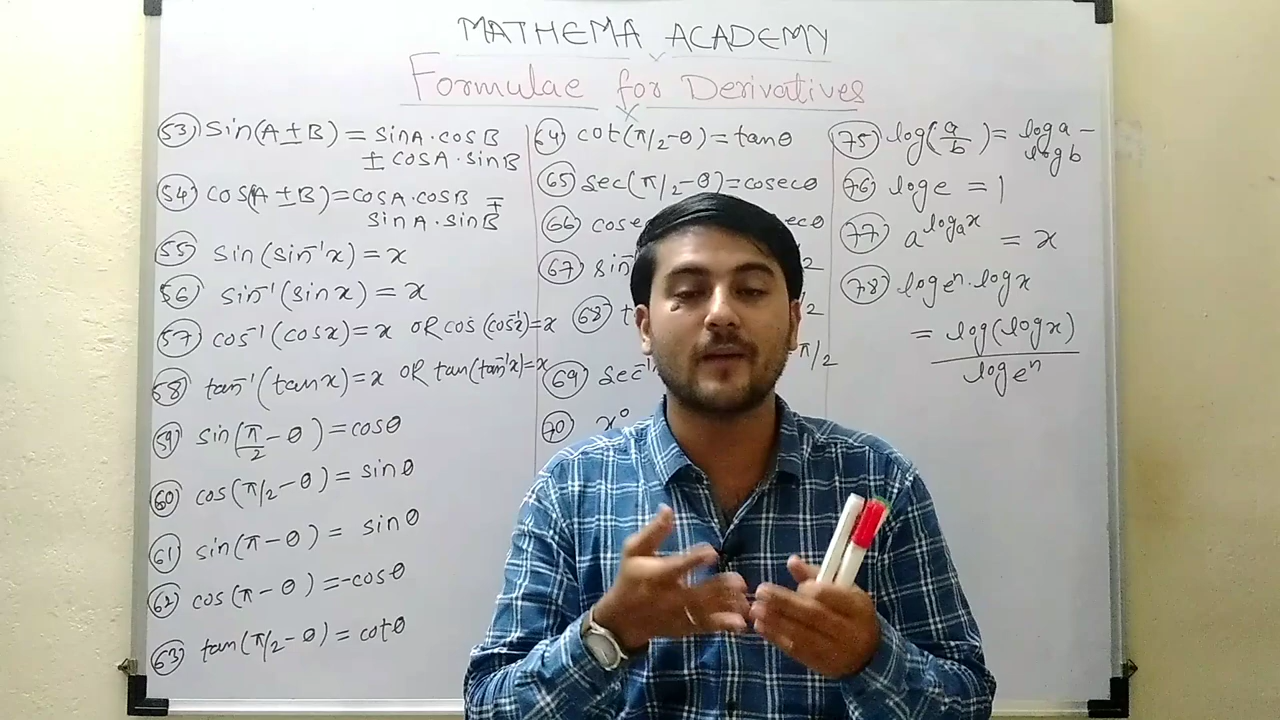 MATHEMA ACADEMY
Formulae for Derivatives
53) sin(A ± B) = sinA · cosB
± cosA · sinB
54) cos(A ± B) = cosA · cosB ∓
sinA · sinB
55) sin(sin⁻¹x) = x
56) sin⁻¹(sinx) = x
57) cos⁻¹(cosx) = x OR cos(cos⁻¹x) = x
58) tan⁻¹(tanx) = x OR tan(tan⁻¹x) = x
59) sin(π/2 - θ) = cosθ
60) cos(π/2 - θ) = sinθ
61) sin(π - θ) = sinθ
62) cos(π - θ) = -cosθ
63) tan(π/2 - θ) = cotθ
64) cot(π/2 - θ) = tanθ
65) sec(π/2 - θ) = cosecθ
66)
67) sin⁻¹
68)
69) sec⁻¹ π/2
70) x°
75) log(a/b) = log a -
log b
76) log e = 1
77) a^log_a x = x
78) log eⁿ · log x
= log(log x) / log eⁿ